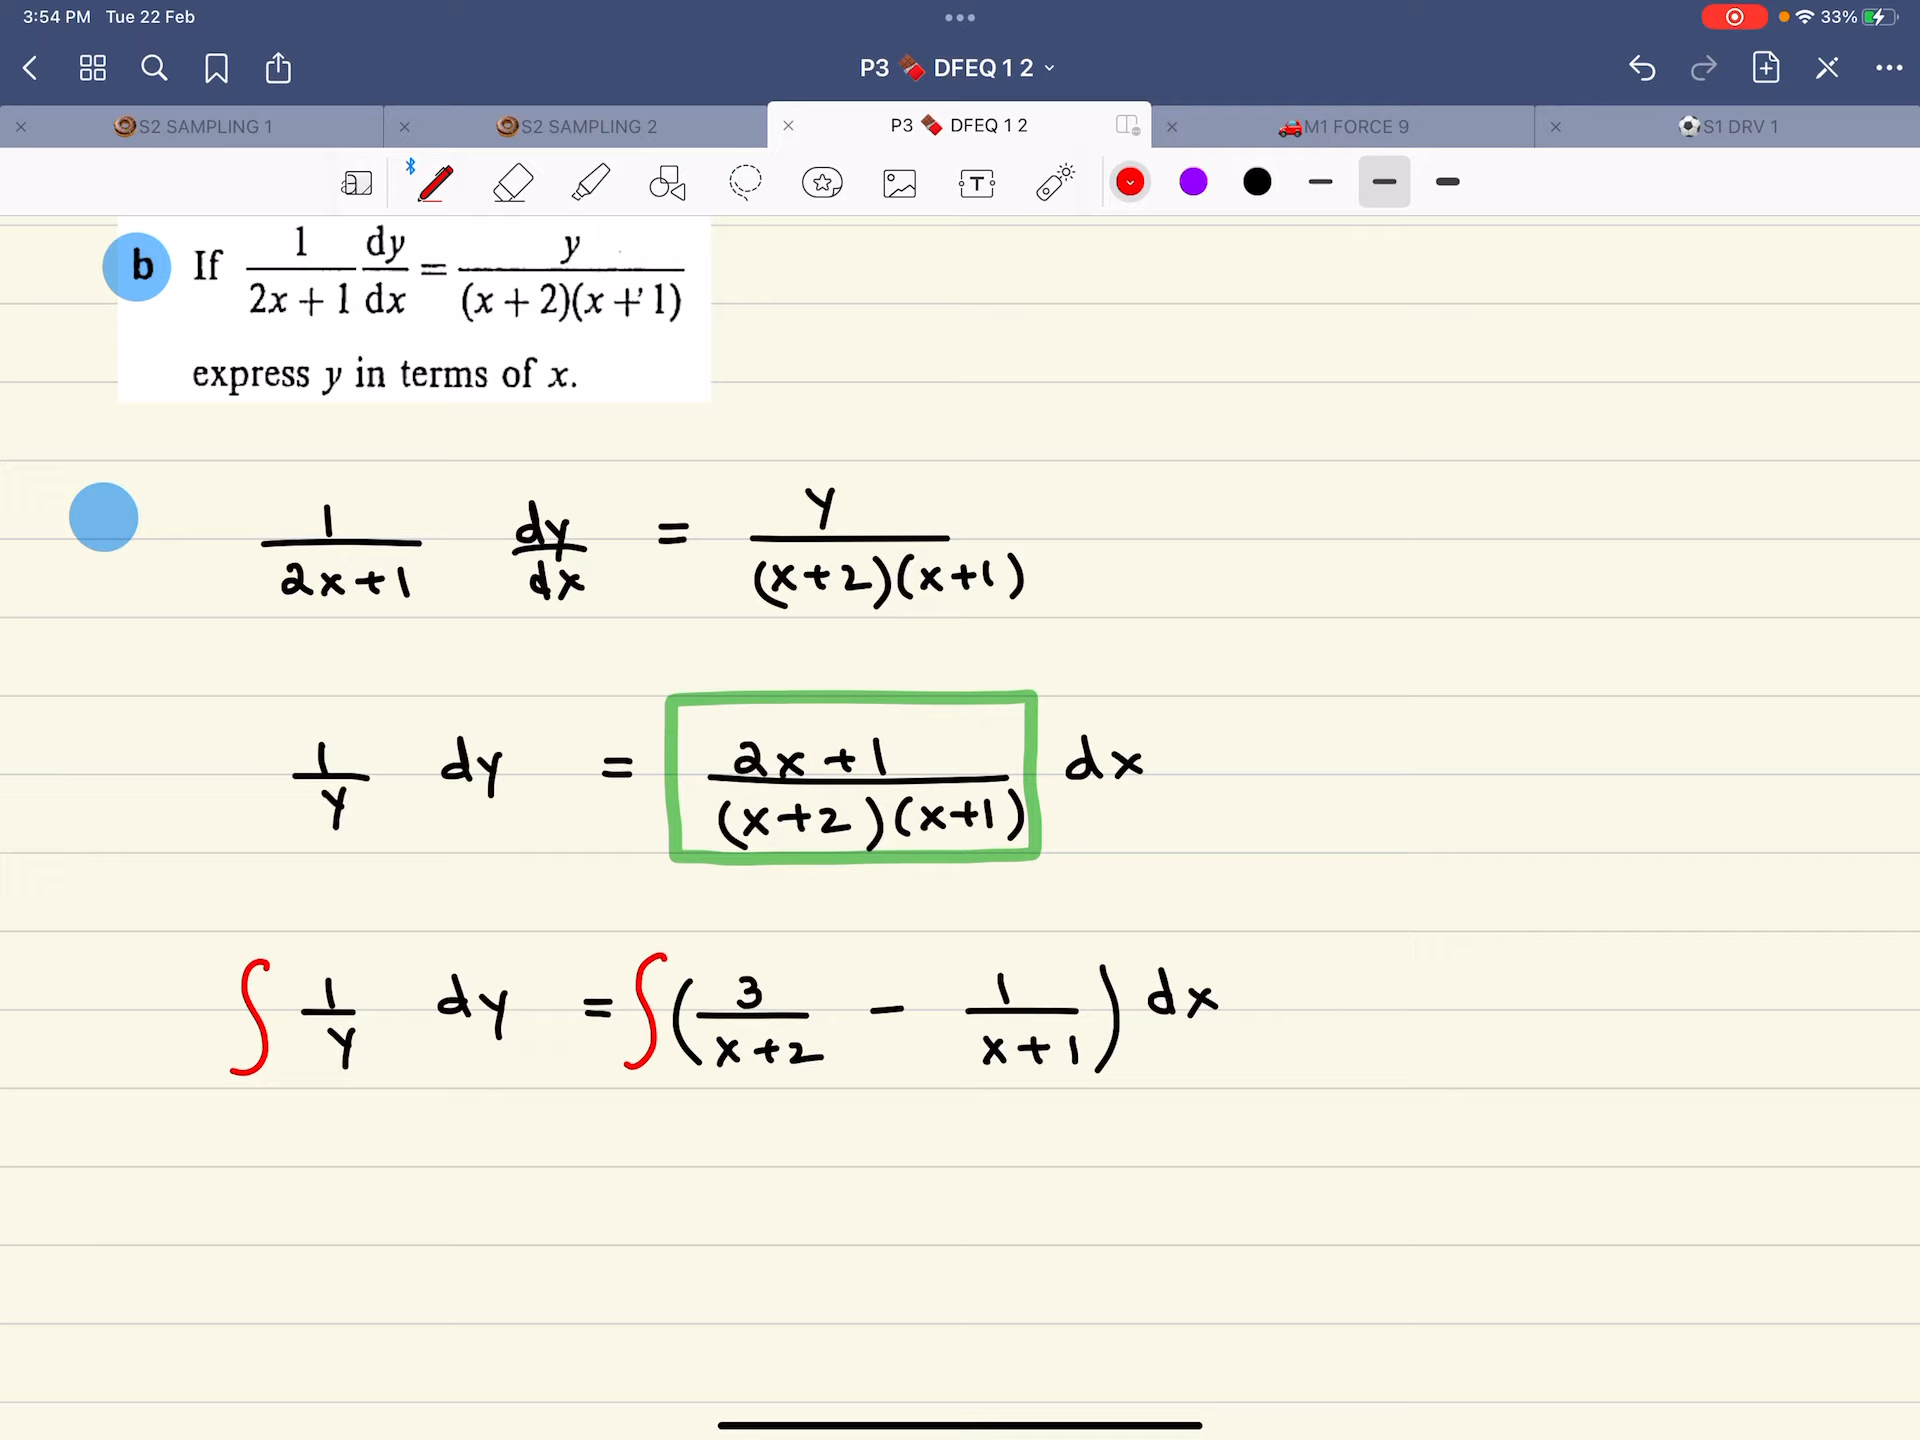 3:54 PM Tue 22 Feb
33%
P3 🍫 DFEQ 1 2
S2 SAMPLING 1
S2 SAMPLING 2
P3 🍫 DFEQ 1 2
M1 FORCE 9
S1 DRV 1
b If 1/(2x + 1) dy/dx = y/((x + 2)(x + 1))
express y in terms of x.
1/(2x+1) dy/dx = y/((x+2)(x+1))
1/y dy = (2x+1)/((x+2)(x+1)) dx
∫ 1/y dy = ∫ (3/(x+2) - 1/(x+1)) dx